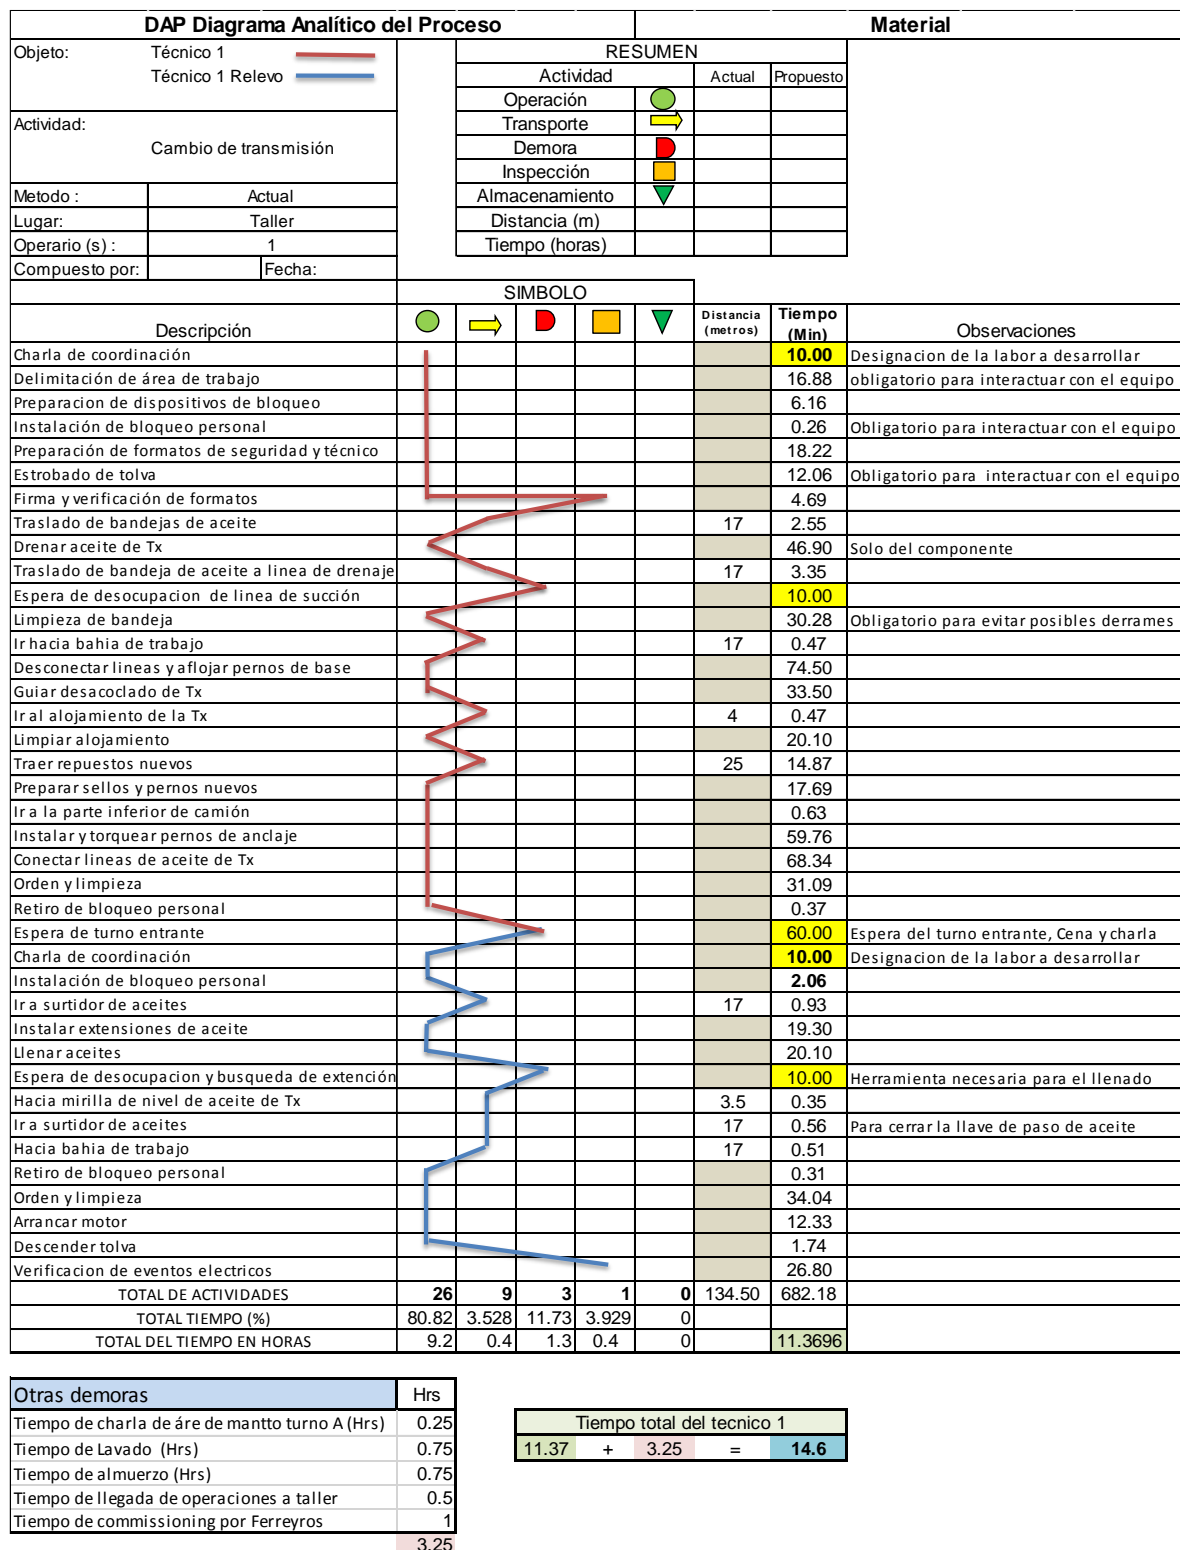 DAP Diagrama Analítico del Proceso Material
Objeto: Técnico 1
Técnico 1 Relevo
RESUMEN
Actividad Actual Propuesto
Operación
Transporte
Demora
Inspección
Almacenamiento
Distancia (m)
Tiempo (horas)
Actividad:
Cambio de transmisión
Metodo : Actual
Lugar: Taller
Operario (s) : 1
Compuesto por: Fecha:
SIMBOLO
Descripción Distancia (metros) Tiempo (Min) Observaciones
Charla de coordinación 10.00 Designacion de la labor a desarrollar
Delimitación de área de trabajo 16.88 obligatorio para interactuar con el equipo
Preparacion de dispositivos de bloqueo 6.16
Instalación de bloqueo personal 0.26 Obligatorio para interactuar con el equipo
Preparación de formatos de seguridad y técnico 18.22
Estrobado de tolva 12.06 Obligatorio para interactuar con el equipo
Firma y verificación de formatos 4.69
Traslado de bandejas de aceite 17 2.55
Drenar aceite de Tx 46.90 Solo del componente
Traslado de bandeja de aceite a linea de drenaje 17 3.35
Espera de desocupacion de linea de succión 10.00
Limpieza de bandeja 30.28 Obligatorio para evitar posibles derrames
Ir hacia bahia de trabajo 17 0.47
Desconectar lineas y aflojar pernos de base 74.50
Guiar desacoclado de Tx 33.50
Ir al alojamiento de la Tx 4 0.47
Limpiar alojamiento 20.10
Traer repuestos nuevos 25 14.87
Preparar sellos y pernos nuevos 17.69
Ir a la parte inferior de camión 0.63
Instalar y torquear pernos de anclaje 59.76
Conectar lineas de aceite de Tx 68.34
Orden y limpieza 31.09
Retiro de bloqueo personal 0.37
Espera de turno entrante 60.00 Espera del turno entrante, Cena y charla
Charla de coordinación 10.00 Designacion de la labor a desarrollar
Instalación de bloqueo personal 2.06
Ir a surtidor de aceites 17 0.93
Instalar extensiones de aceite 19.30
Llenar aceites 20.10
Espera de desocupacion y busqueda de extención 10.00 Herramienta necesaria para el llenado
Hacia mirilla de nivel de aceite de Tx 3.5 0.35
Ir a surtidor de aceites 17 0.56 Para cerrar la llave de paso de aceite
Hacia bahia de trabajo 17 0.51
Retiro de bloqueo personal 0.31
Orden y limpieza 34.04
Arrancar motor 12.33
Descender tolva 1.74
Verificacion de eventos electricos 26.80
TOTAL DE ACTIVIDADES 26 9 3 1 0 134.50 682.18
TOTAL TIEMPO (%) 80.82 3.528 11.73 3.929 0
TOTAL DEL TIEMPO EN HORAS 9.2 0.4 1.3 0.4 0 11.3696
Otras demoras Hrs
Tiempo de charla de áre de mantto turno A (Hrs) 0.25
Tiempo de Lavado (Hrs) 0.75
Tiempo de almuerzo (Hrs) 0.75
Tiempo de llegada de operaciones a taller 0.5
Tiempo de commissioning por Ferreyros 1
3.25
Tiempo total del tecnico 1
11.37 + 3.25 = 14.6